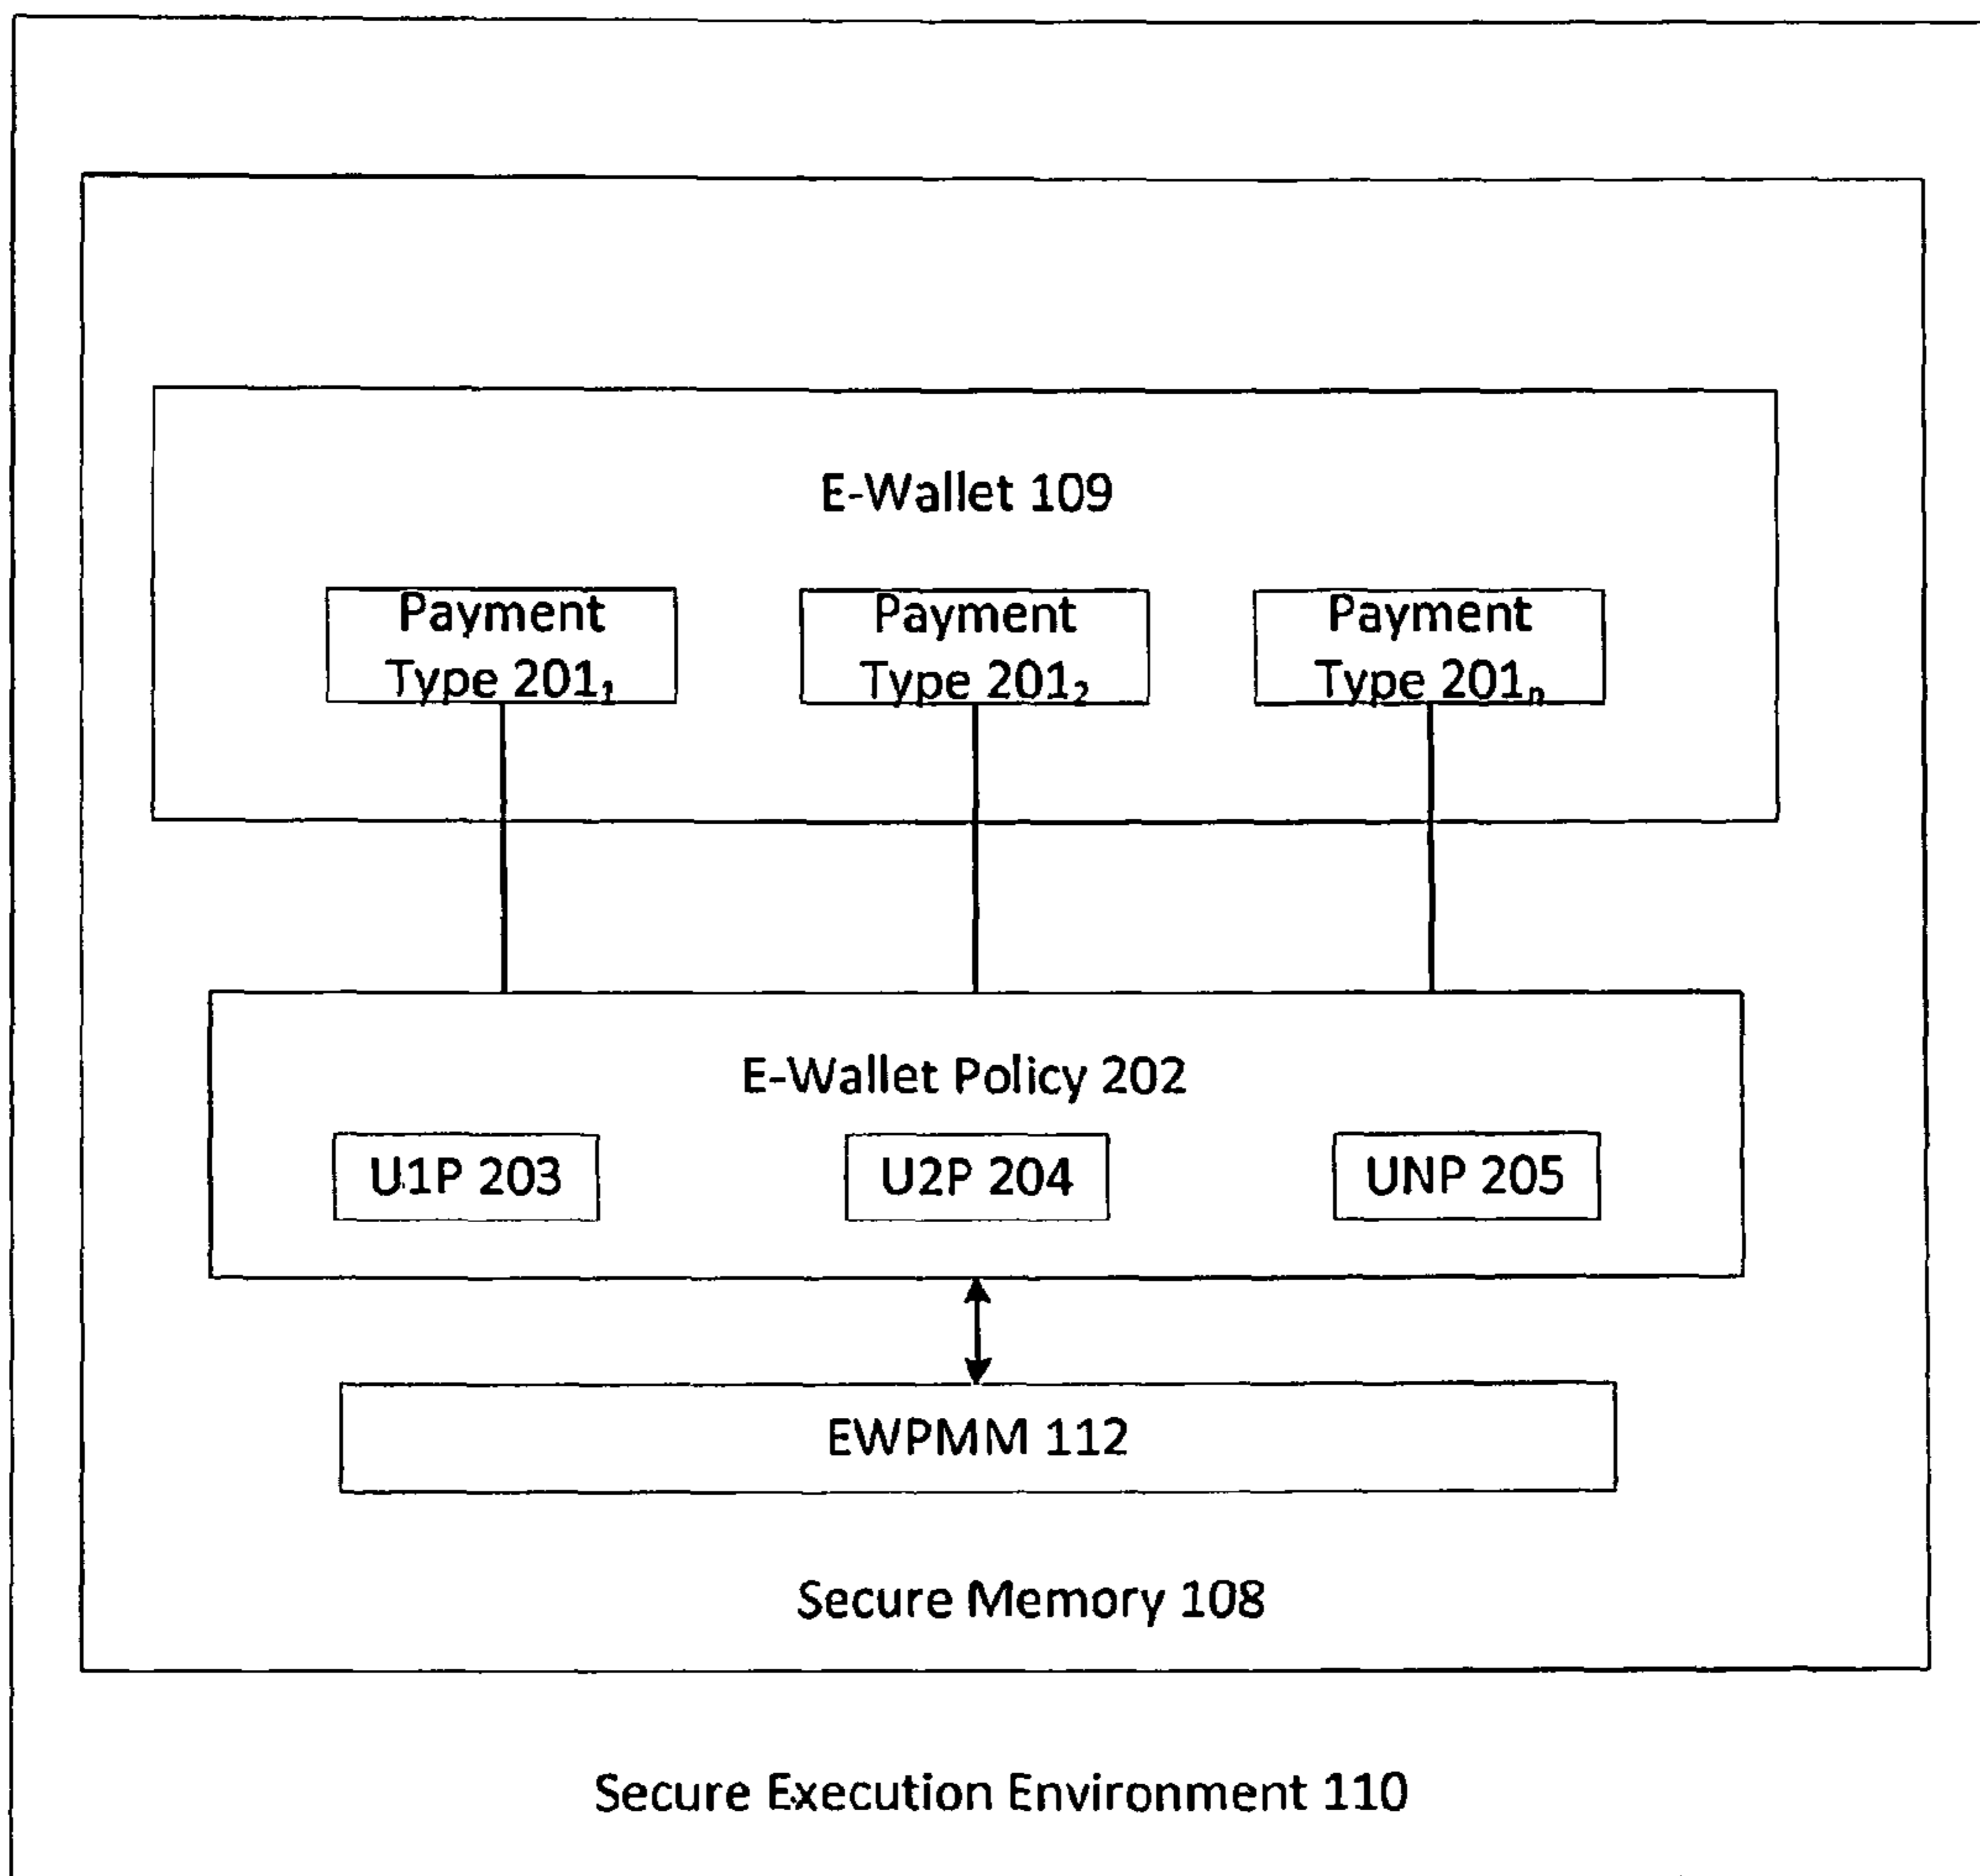 E-Wallet 109
Payment
Type 201₁
Payment
Type 201₂
Payment
Type 201ₙ
E-Wallet Policy 202
U1P 203
U2P 204
UNP 205
EWPMM 112
Secure Memory 108
Secure Execution Environment 110